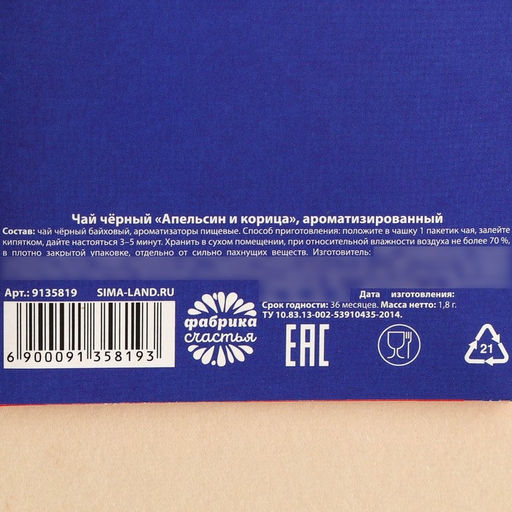 Чай чёрный «Апельсин и корица», ароматизированный
Состав: чай чёрный байховый, ароматизаторы пищевые. Способ приготовления: положите в чашку 1 пакетик чая, залейте
кипятком, дайте настояться 3–5 минут. Хранить в сухом помещении, при относительной влажности воздуха не более 70 %,
в плотно закрытой упаковке, отдельно от сильно пахнущих веществ. Изготовитель:
Арт.: 9135819 SIMA-LAND.RU
Дата изготовления:
Срок годности: 36 месяцев. Масса нетто: 1,8 г.
ТУ 10.83.13-002-53910435-2014.
фабрика
счастья
EAC
21
6 900091 358193